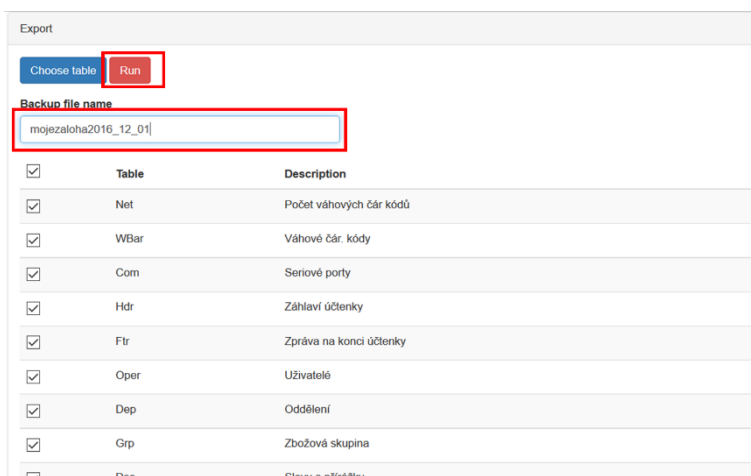 Export
Choose table Run
Backup file name
mojezaloha2016_12_01
Table Description
Net Počet váhových čár kódů
WBar Váhové čár. kódy
Com Seriové porty
Hdr Záhlaví účtenky
Ftr Zpráva na konci účtenky
Oper Uživatelé
Dep Oddělení
Grp Zbožová skupina